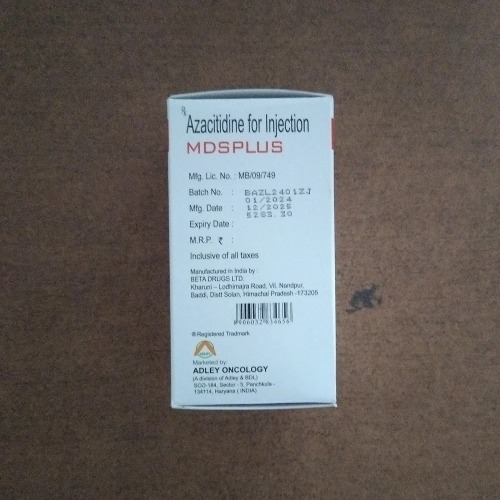 Rx
Azacitidine for Injection
MDSPLUS
Mfg. Lic. No. : MB/09/749
Batch No. : BAZL2401ZJ
Mfg. Date : 01/2024
Expiry Date : 12/2025
M.R.P. ₹ : 5283.30
Inclusive of all taxes
Manufactured in India by :
BETA DRUGS LTD.
Kharuni – Lodhimajra Road, Vil. Nandpur,
Baddi, Distt Solan, Himachal Pradesh -173205
® Registered Tradmark
Marketed by:
ADLEY ONCOLOGY
(A division of Adley & BDL)
SCO-184, Sector - 5, Panchkula -
134114, Haryana ( INDIA)